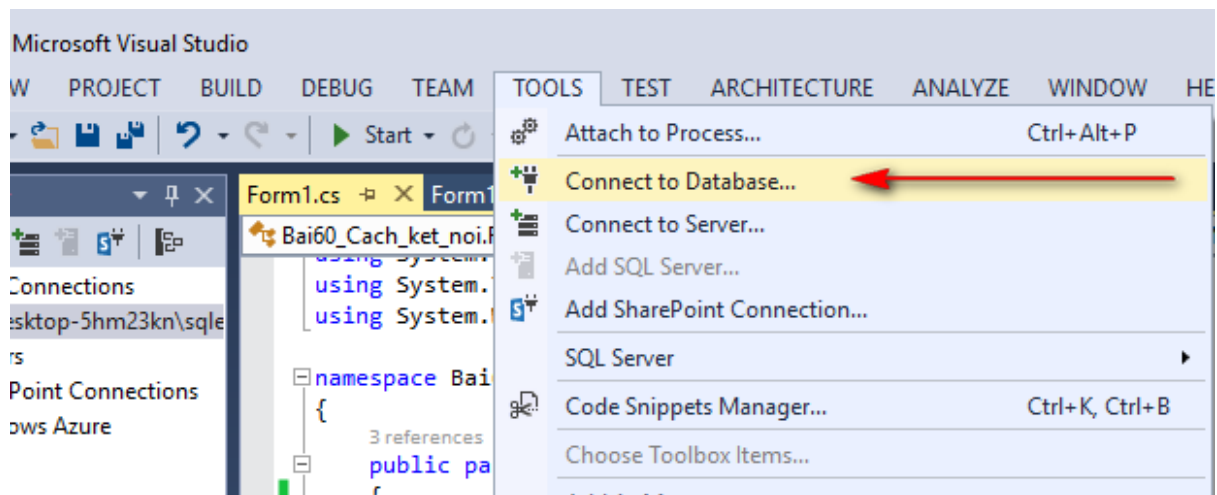 Microsoft Visual Studio
PROJECT BUILD DEBUG TEAM TOOLS TEST ARCHITECTURE ANALYZE WINDOW
Start
Attach to Process... Ctrl+Alt+P
Connect to Database...
Connect to Server...
Add SQL Server...
Add SharePoint Connection...
SQL Server
Code Snippets Manager... Ctrl+K, Ctrl+B
Choose Toolbox Items...
Connections
esktop-5hm23kn\sqle
rs
Point Connections
ows Azure
Form1.cs Form1
Bai60_Cach_ket_noi.F
using System.
using System.
using System.
namespace Bai
{
3 references
public pa
{